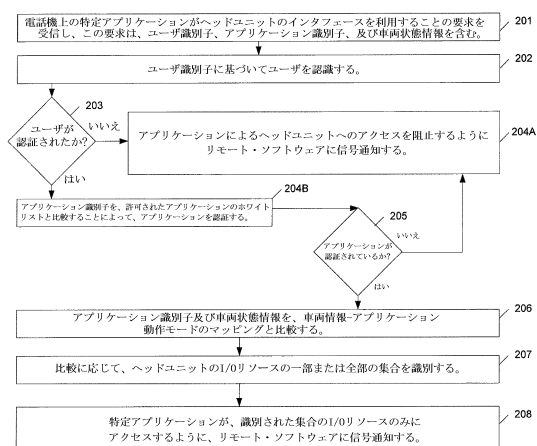 電話機上の特定アプリケーションがヘッドユニットのインタフェースを利用することの要求を
受信し、この要求は、ユーザ識別子、アプリケーション識別子、及び車両状態情報を含む。
201
ユーザ識別子に基づいてユーザを認識する。
202
203
ユーザが
認証されたか?
いいえ
はい
アプリケーションによるヘッドユニットへのアクセスを阻止するように
リモート・ソフトウェアに信号通知する。
204A
204B
アプリケーション識別子を、許可されたアプリケーションのホワイト
リストと比較することによって、アプリケーションを認証する。
205
アプリケーションが
認証されているか?
いいえ
はい
アプリケーション識別子及び車両状態情報を、車両情報-アプリケーション
動作モードのマッピングと比較する。
206
比較に応じて、ヘッドユニットのI/Oリソースの一部または全部の集合を識別する。
207
特定アプリケーションが、識別された集合のI/Oリソースのみに
アクセスするように、リモート・ソフトウェアに信号通知する。
208